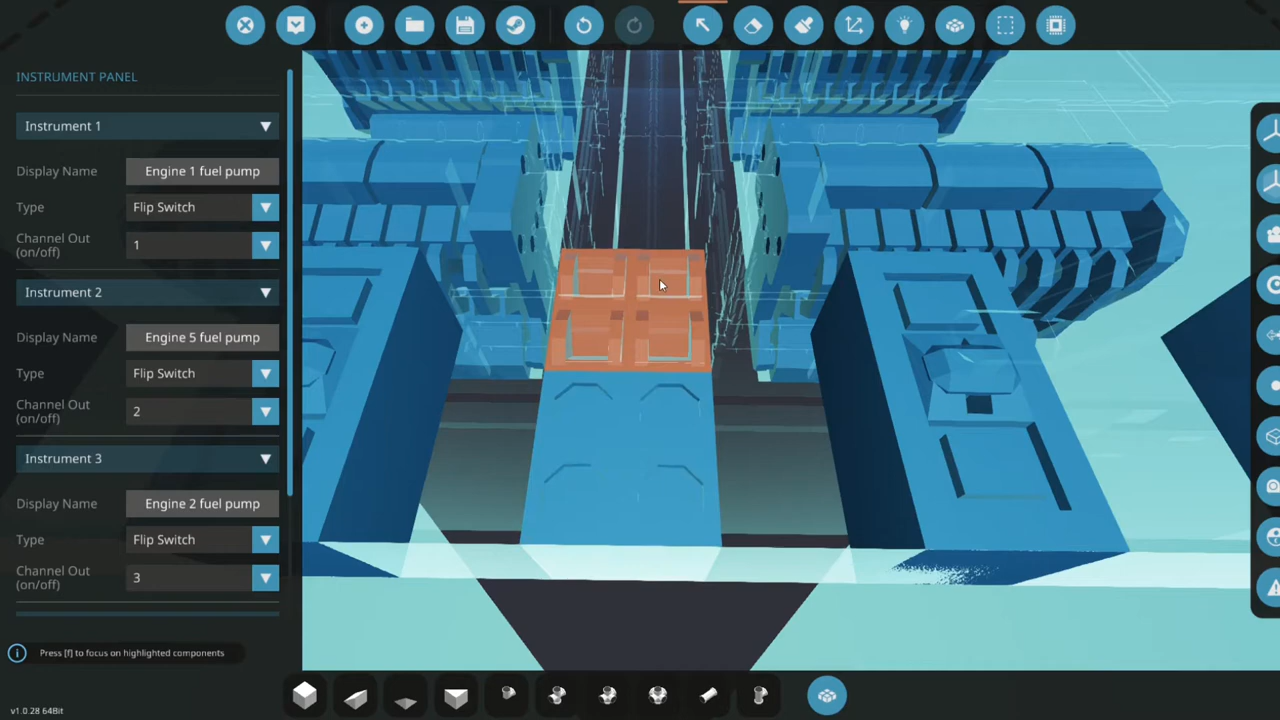 INSTRUMENT PANEL
Instrument 1
Display Name Engine 1 fuel pump
Type Flip Switch
Channel Out
(on/off) 1
Instrument 2
Display Name Engine 5 fuel pump
Type Flip Switch
Channel Out
(on/off) 2
Instrument 3
Display Name Engine 2 fuel pump
Type Flip Switch
Channel Out
(on/off) 3
Press [f] to focus on highlighted components
v1.0.28 64Bit